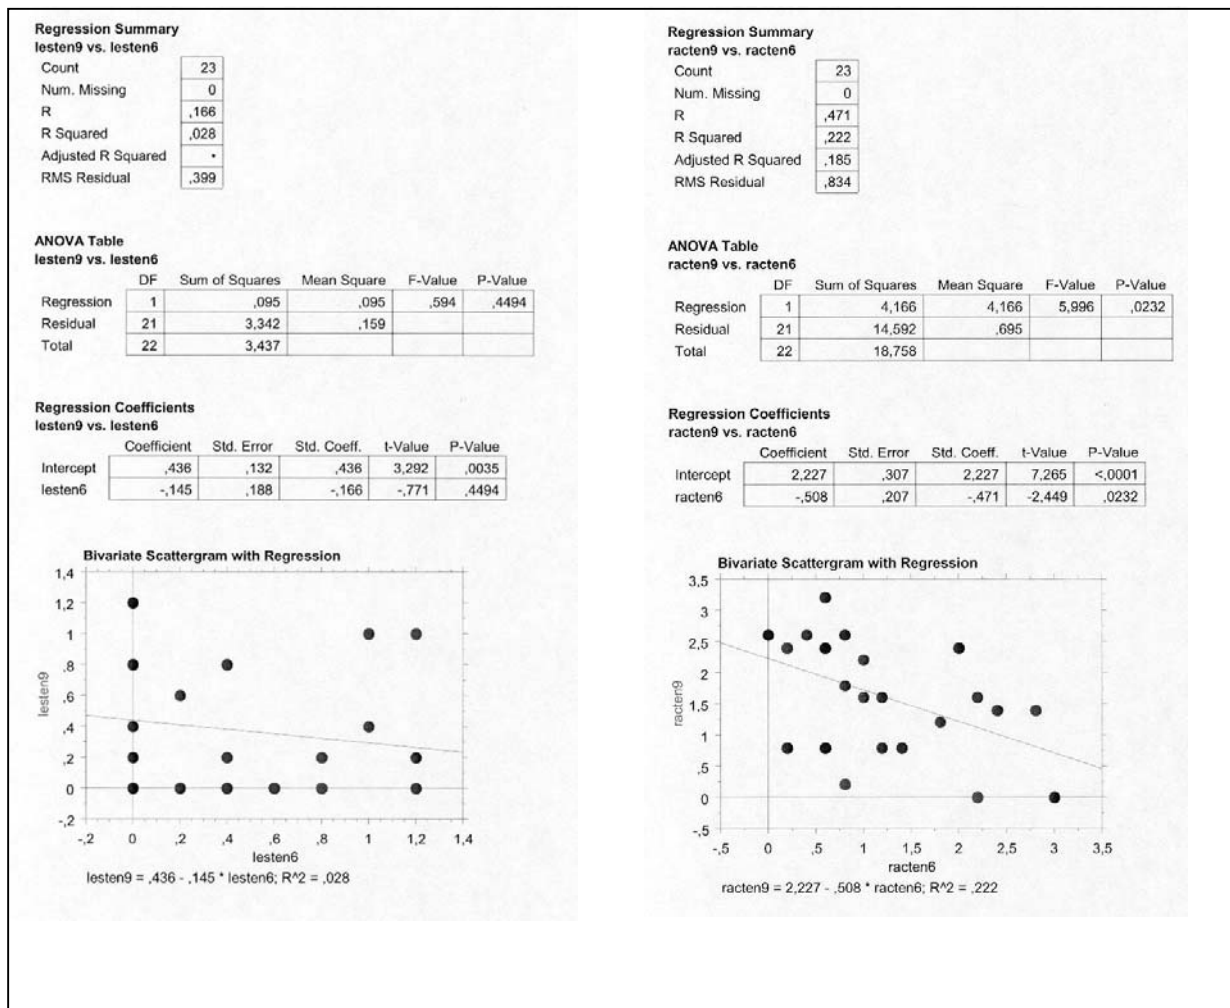 Regression Summary
lesten9 vs. lesten6
Count 23
Num. Missing 0
R ,166
R Squared ,028
Adjusted R Squared •
RMS Residual ,399
ANOVA Table
lesten9 vs. lesten6
DF Sum of Squares Mean Square F-Value P-Value
Regression 1 ,095 ,095 ,594 ,4494
Residual 21 3,342 ,159
Total 22 3,437
Regression Coefficients
lesten9 vs. lesten6
Coefficient Std. Error Std. Coeff. t-Value P-Value
Intercept ,436 ,132 ,436 3,292 ,0035
lesten6 -,145 ,188 -,166 -,771 ,4494
Bivariate Scattergram with Regression
1,4
1,2
1
,8
,6
,4
,2
0
-,2
lesten9
-,2 0 ,2 ,4 ,6 ,8 1 1,2 1,4
lesten6
lesten9 = ,436 - ,145 * lesten6; R^2 = ,028
Regression Summary
racten9 vs. racten6
Count 23
Num. Missing 0
R ,471
R Squared ,222
Adjusted R Squared ,185
RMS Residual ,834
ANOVA Table
racten9 vs. racten6
DF Sum of Squares Mean Square F-Value P-Value
Regression 1 4,166 4,166 5,996 ,0232
Residual 21 14,592 ,695
Total 22 18,758
Regression Coefficients
racten9 vs. racten6
Coefficient Std. Error Std. Coeff. t-Value P-Value
Intercept 2,227 ,307 2,227 7,265 <,0001
racten6 -,508 ,207 -,471 -2,449 ,0232
Bivariate Scattergram with Regression
3,5
3
2,5
2
1,5
1
,5
0
-,5
racten9
-,5 0 ,5 1 1,5 2 2,5 3 3,5
racten6
racten9 = 2,227 - ,508 * racten6; R^2 = ,222